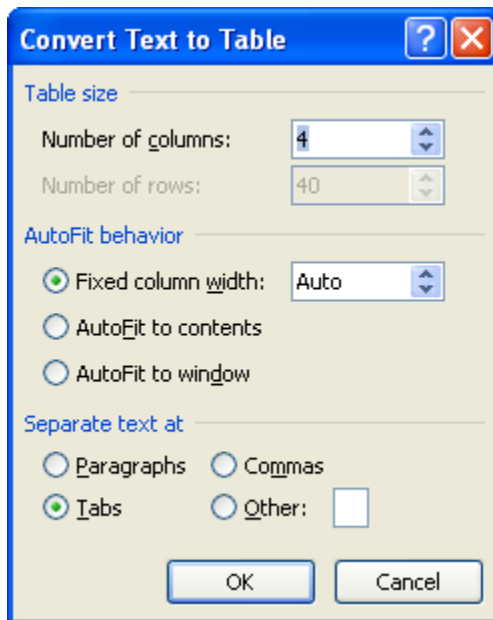 Convert Text to Table ?
Table size
Number of columns: 4
Number of rows: 40
AutoFit behavior
Fixed column width: Auto
AutoFit to contents
AutoFit to window
Separate text at
Paragraphs Commas
Tabs Other:
OK Cancel